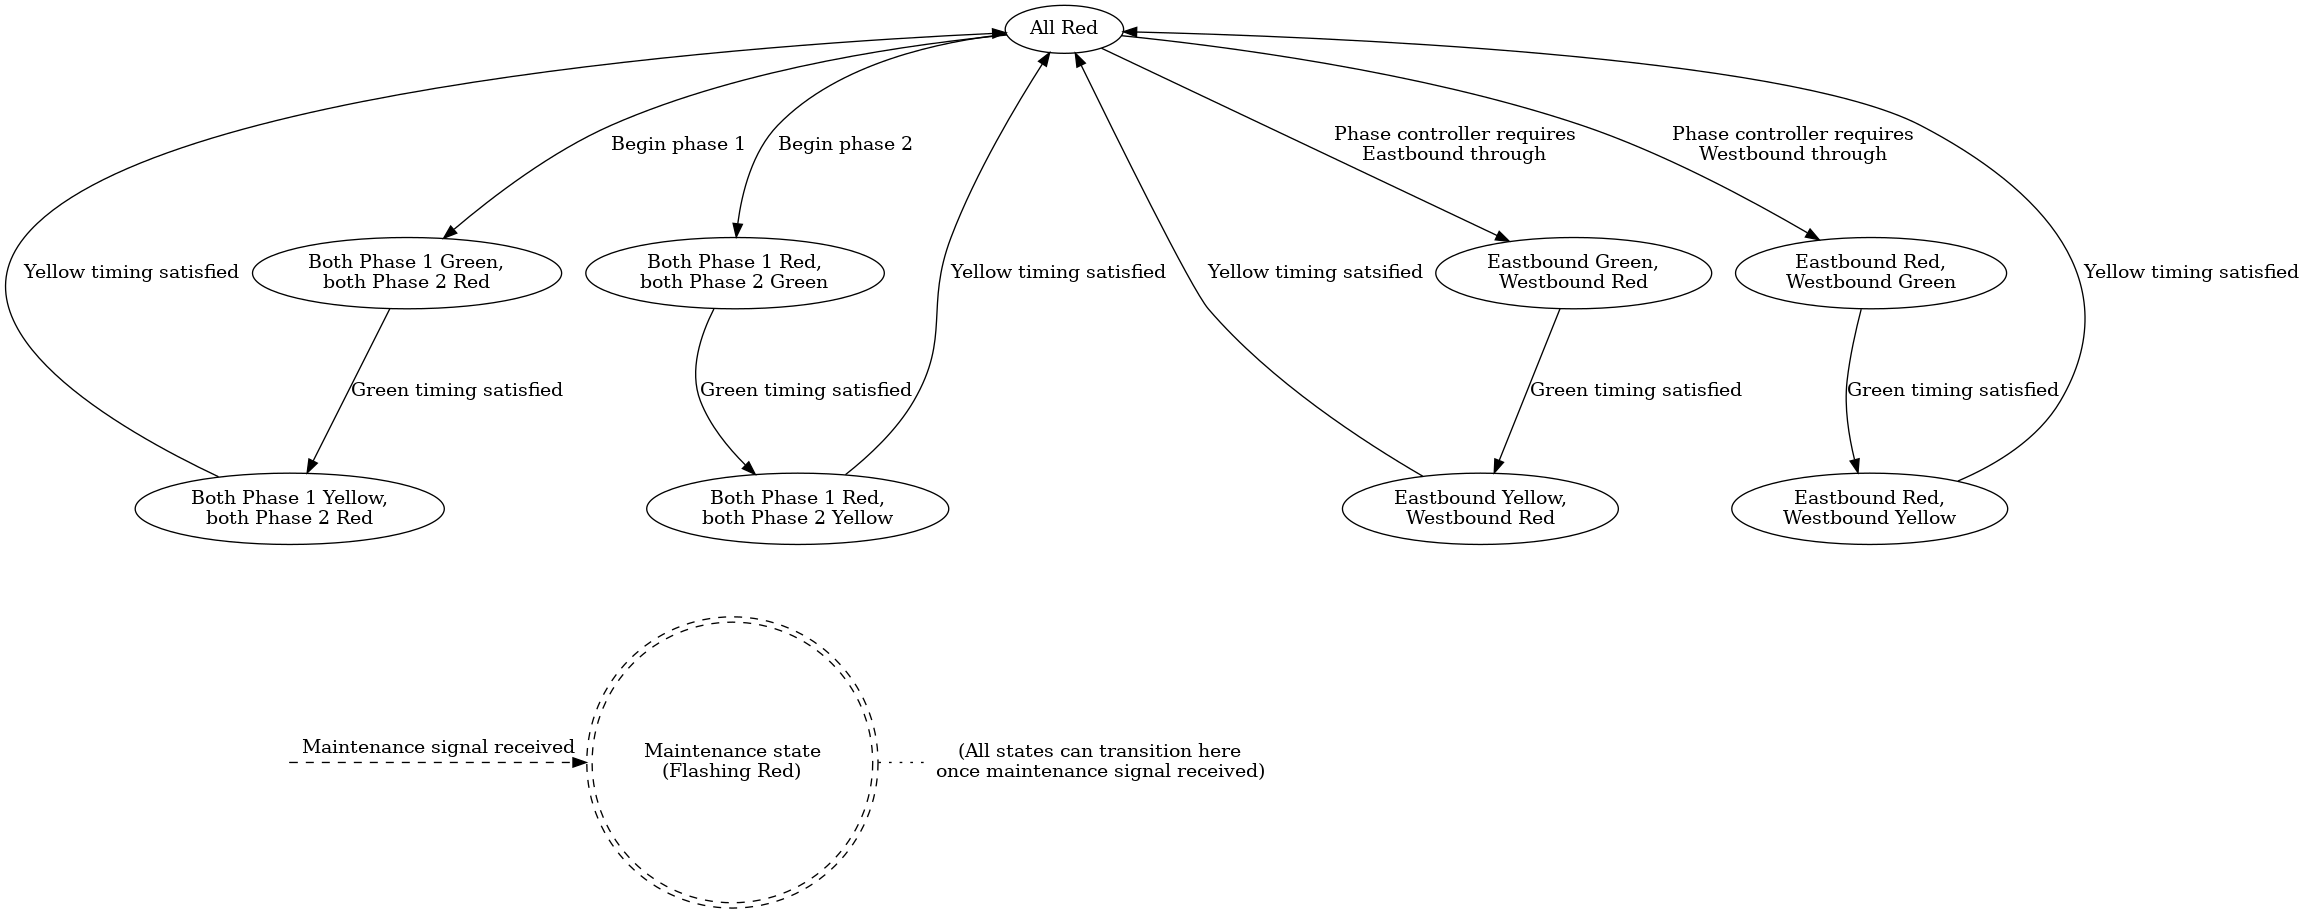 All Red
Begin phase 1
Begin phase 2
Phase controller requires
Eastbound through
Phase controller requires
Westbound through
Yellow timing satisfied
Both Phase 1 Green,
both Phase 2 Red
Both Phase 1 Red,
both Phase 2 Green
Yellow timing satisfied
Yellow timing satsified
Eastbound Green,
Westbound Red
Eastbound Red,
Westbound Green
Yellow timing satisfied
Green timing satisfied
Green timing satisfied
Green timing satisfied
Green timing satisfied
Both Phase 1 Yellow,
both Phase 2 Red
Both Phase 1 Red,
both Phase 2 Yellow
Eastbound Yellow,
Westbound Red
Eastbound Red,
Westbound Yellow
Maintenance signal received
Maintenance state
(Flashing Red)
(All states can transition here
once maintenance signal received)